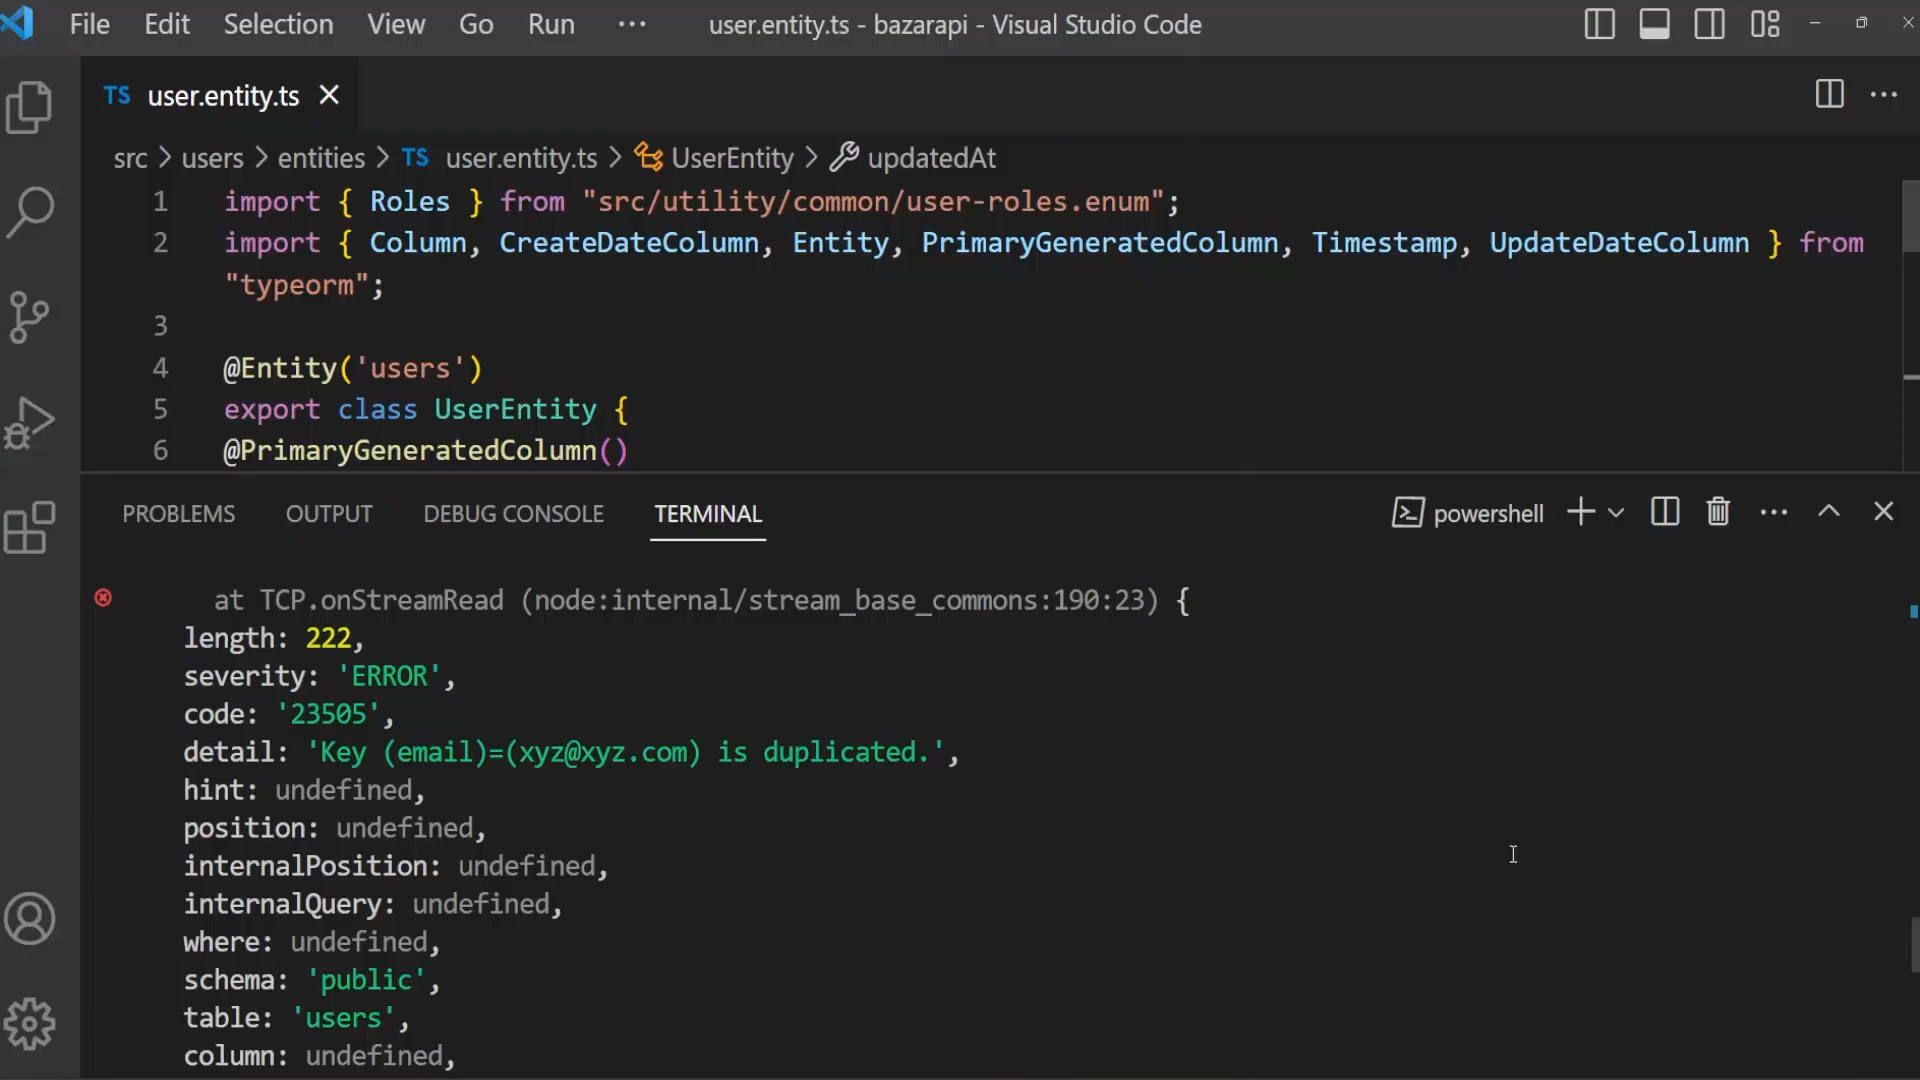 File Edit Selection View Go Run ··· user.entity.ts - bazarapi - Visual Studio Code
TS user.entity.ts
src > users > entities > TS user.entity.ts > UserEntity > updatedAt
1 import { Roles } from "src/utility/common/user-roles.enum";
2 import { Column, CreateDateColumn, Entity, PrimaryGeneratedColumn, Timestamp, UpdateDateColumn } from
"typeorm";
3
4 @Entity('users')
5 export class UserEntity {
6 @PrimaryGeneratedColumn()
PROBLEMS OUTPUT DEBUG CONSOLE TERMINAL powershell
at TCP.onStreamRead (node:internal/stream_base_commons:190:23) {
length: 222,
severity: 'ERROR',
code: '23505',
detail: 'Key (email)=(xyz@xyz.com) is duplicated.',
hint: undefined,
position: undefined,
internalPosition: undefined,
internalQuery: undefined,
where: undefined,
schema: 'public',
table: 'users',
column: undefined,